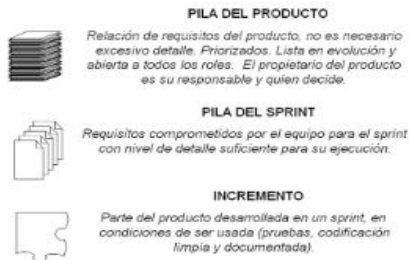 PILA DEL PRODUCTO
Relación de requisitos del producto, no es necesario
excesivo detalle. Priorizados. Lista en evolución y
abierta a todos los roles. El propietario del producto
es su responsable y quien decide.
PILA DEL SPRINT
Requisitos comprometidos por el equipo para el sprint
con nivel de detalle suficiente para su ejecución.
INCREMENTO
Parte del producto desarrollada en un sprint, en
condiciones de ser usada (pruebas, codificación
limpia y documentada).